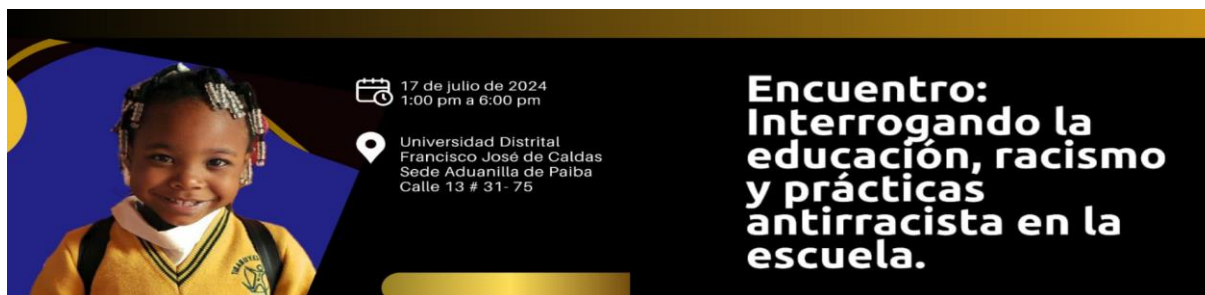 17 de julio de 2024
1:00 pm a 6:00 pm
Universidad Distrital
Francisco José de Caldas
Sede Aduanilla de Paiba
Calle 13 # 31- 75
Encuentro:
Interrogando la
educación, racismo
y prácticas
antirracista en la
escuela.